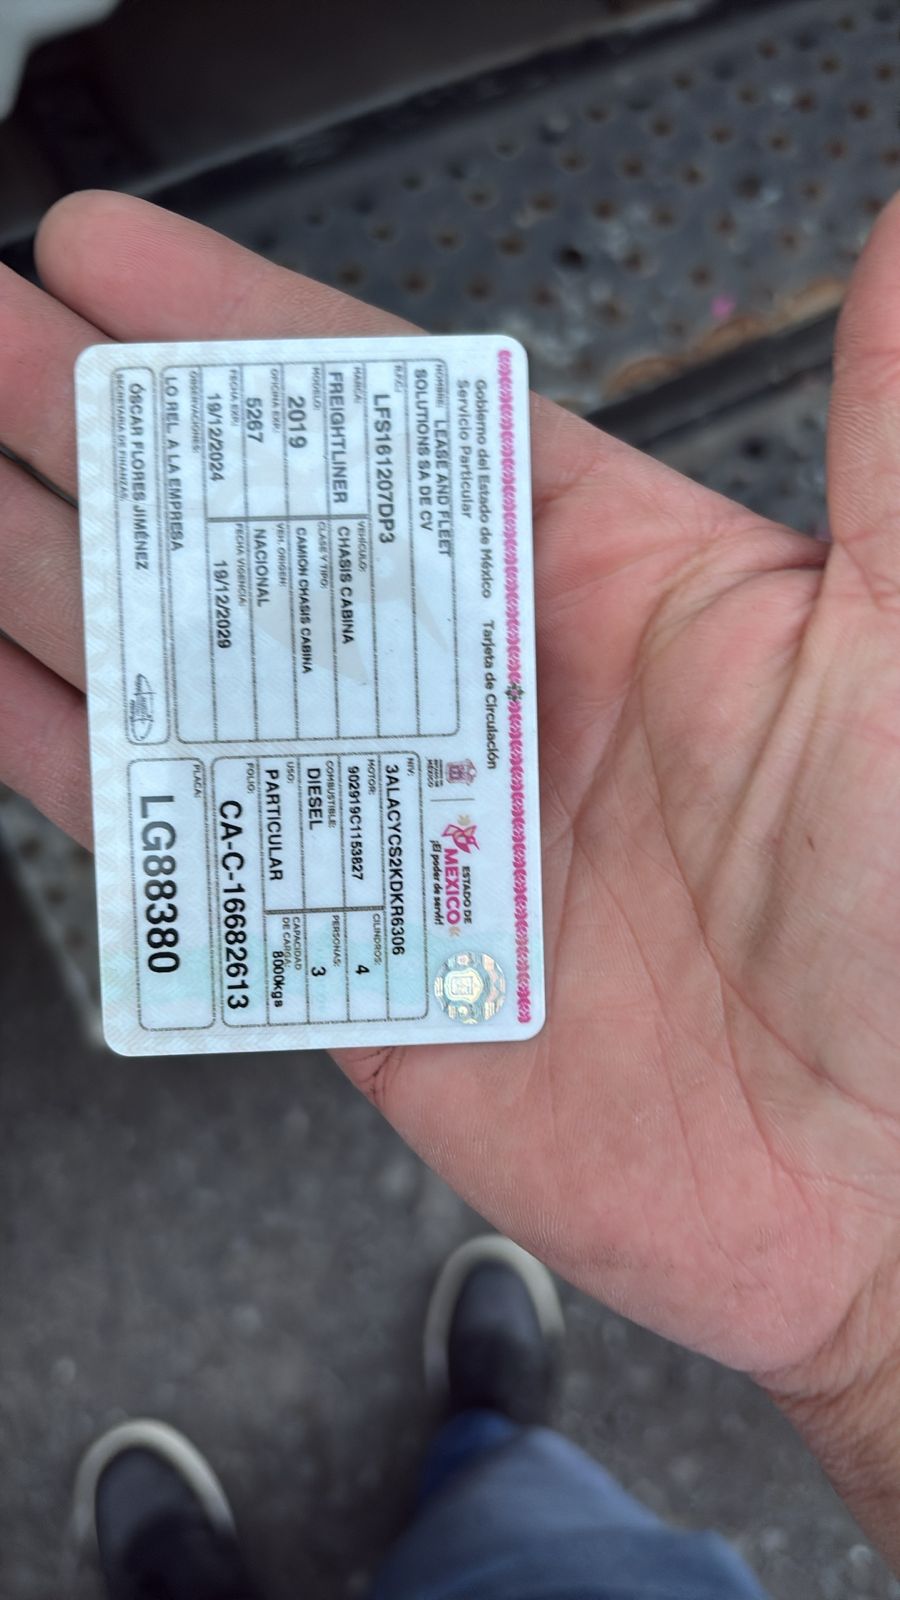 Gobierno del Estado de México Tarjeta de Circulación
Servicio Particular
ESTADO DE
MÉXICO
¡El poder de servir!
NOMBRE: LEASE AND FLEET
SOLUTIONS SA DE CV
R.F.C.:
LFS161207DP3
MARCA:
FREIGHTLINER
VEHÍCULO:
CHASIS CABINA
MODELO:
2019
CLASE Y TIPO:
CAMION CHASIS CABINA
OFICINA EXP:
5267
VEH. ORIGEN:
NACIONAL
FECHA EXP:
19/12/2024
FECHA VIGENCIA:
19/12/2029
OBSERVACIONES:
LO REL A LA EMPRESA
ÓSCAR FLORES JIMÉNEZ
SECRETARIA DE FINANZAS:
NIV:
3ALACYCS2KDKR6306
MOTOR:
902919C1153827
CILINDROS:
4
COMBUSTIBLE:
DIESEL
PERSONAS:
3
USO:
PARTICULAR
CAPACIDAD
DE CARGA:
8000kgs
FOLIO:
CA-C-16682613
PLACA:
LG88380